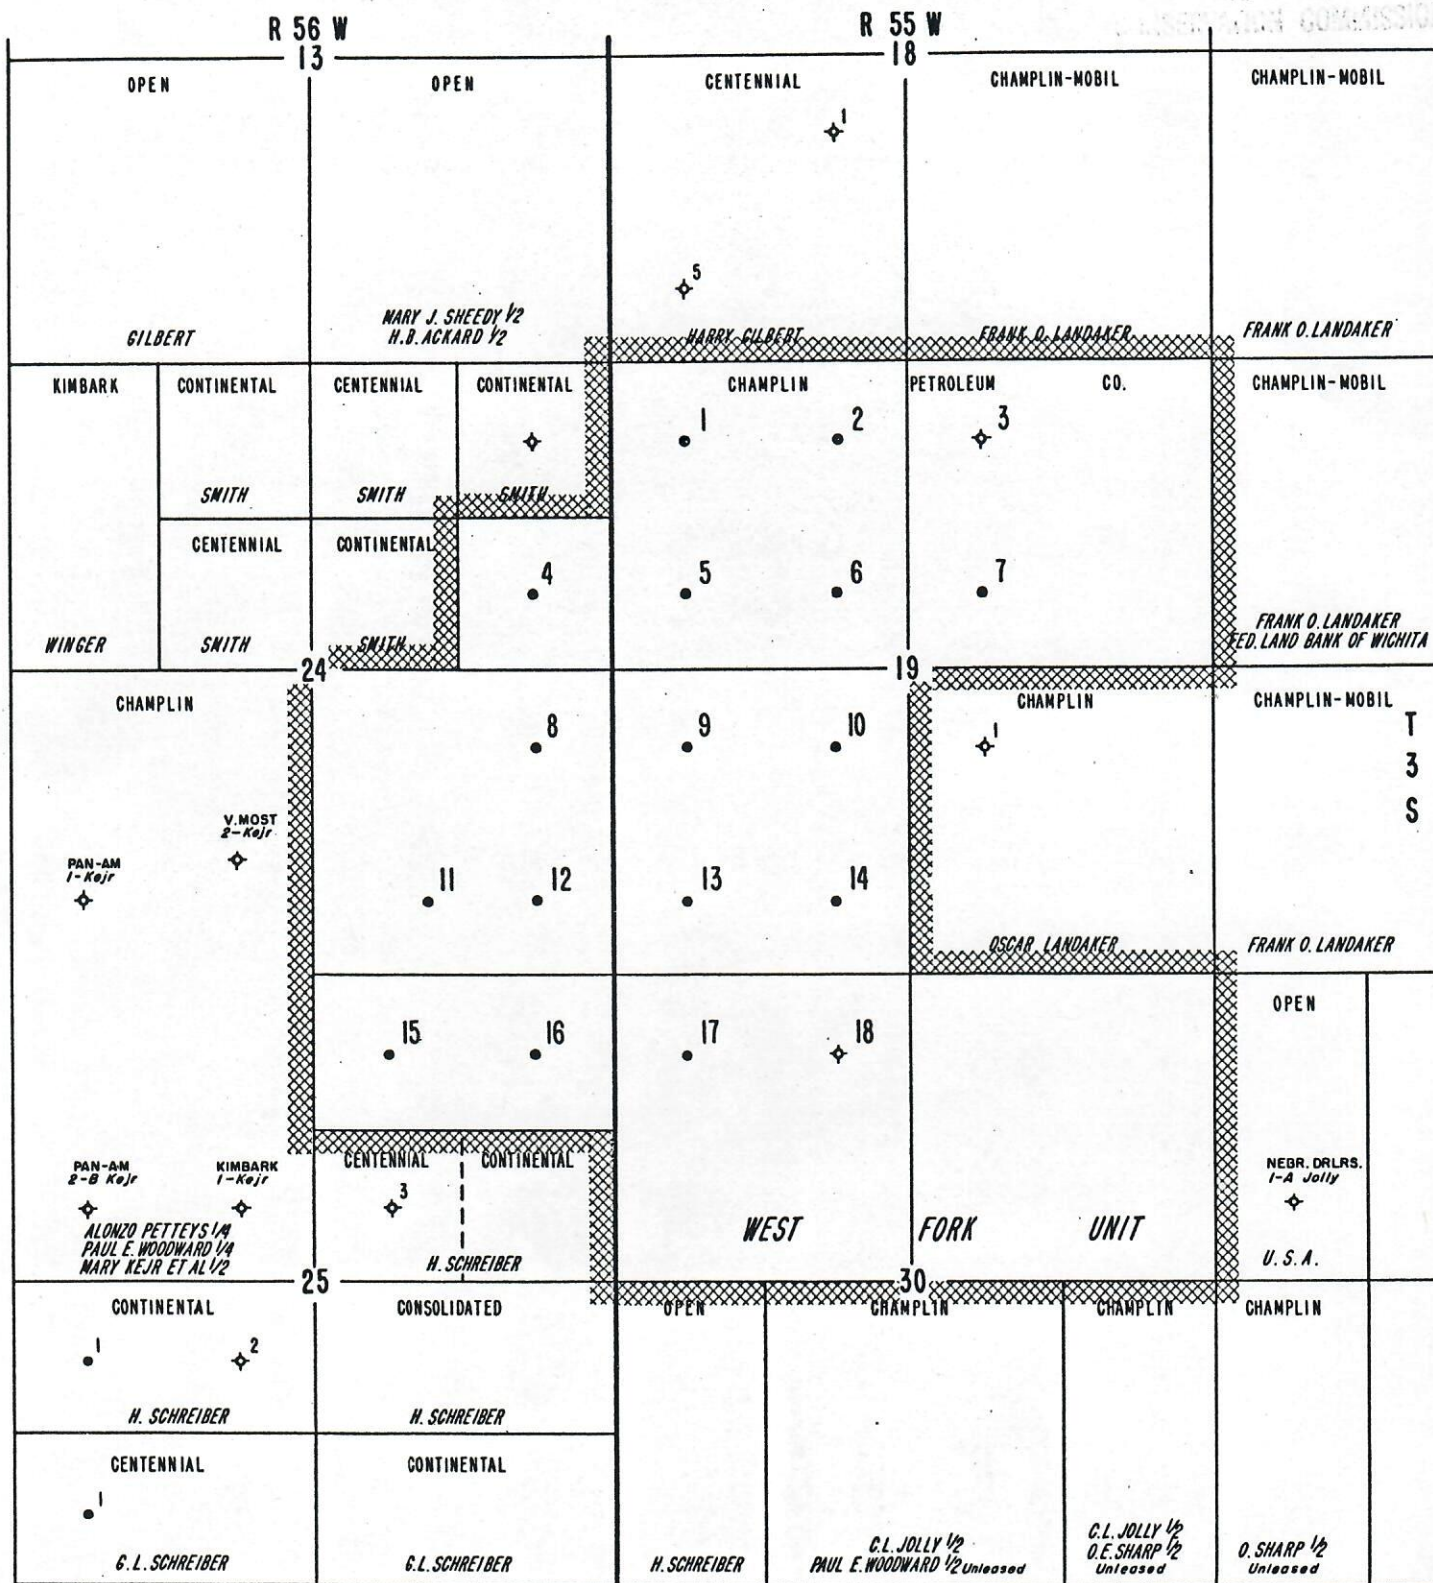 R 56 W
R 55 W
13
18
OPEN
OPEN
CENTENNIAL
CHAMPLIN-MOBIL
CHAMPLIN-MOBIL
1
5
GILBERT
MARY J. SHEEDY 1/2
H.B. ACKARD 1/2
HARRY GILBERT
FRANK O. LANDAKER
FRANK O. LANDAKER
KIMBARK
CONTINENTAL
CENTENNIAL
CONTINENTAL
CHAMPLIN
PETROLEUM
CO.
CHAMPLIN-MOBIL
1
2
3
SMITH
SMITH
SMITH
CENTENNIAL
CONTINENTAL
4
5
6
7
WINGER
SMITH
SMITH
FRANK O. LANDAKER
FED. LAND BANK OF WICHITA
24
19
CHAMPLIN
CHAMPLIN
CHAMPLIN-MOBIL
8
9
10
1
T
3
S
V. MOST
2-Kejr
PAN-AM
1-Kejr
11
12
13
14
OSCAR LANDAKER
FRANK O. LANDAKER
OPEN
15
16
17
18
PAN-AM
2-B Kejr
KIMBARK
1-Kejr
CENTENNIAL
CONTINENTAL
3
NEBR. DRLRS.
1-A Jolly
ALONZO PETTEYS 1/4
PAUL E. WOODWARD 1/4
MARY KEJR ET AL 1/2
H. SCHREIBER
WEST FORK UNIT
U.S.A.
25
30
CONTINENTAL
CONSOLIDATED
OPEN
CHAMPLIN
CHAMPLIN
CHAMPLIN
1
2
H. SCHREIBER
H. SCHREIBER
CENTENNIAL
CONTINENTAL
1
G.L. SCHREIBER
G.L. SCHREIBER
H. SCHREIBER
C.L. JOLLY 1/2
PAUL E. WOODWARD 1/2 Unleased
C.L. JOLLY 1/2
O.E. SHARP 1/2
Unleased
O. SHARP 1/2
Unleased